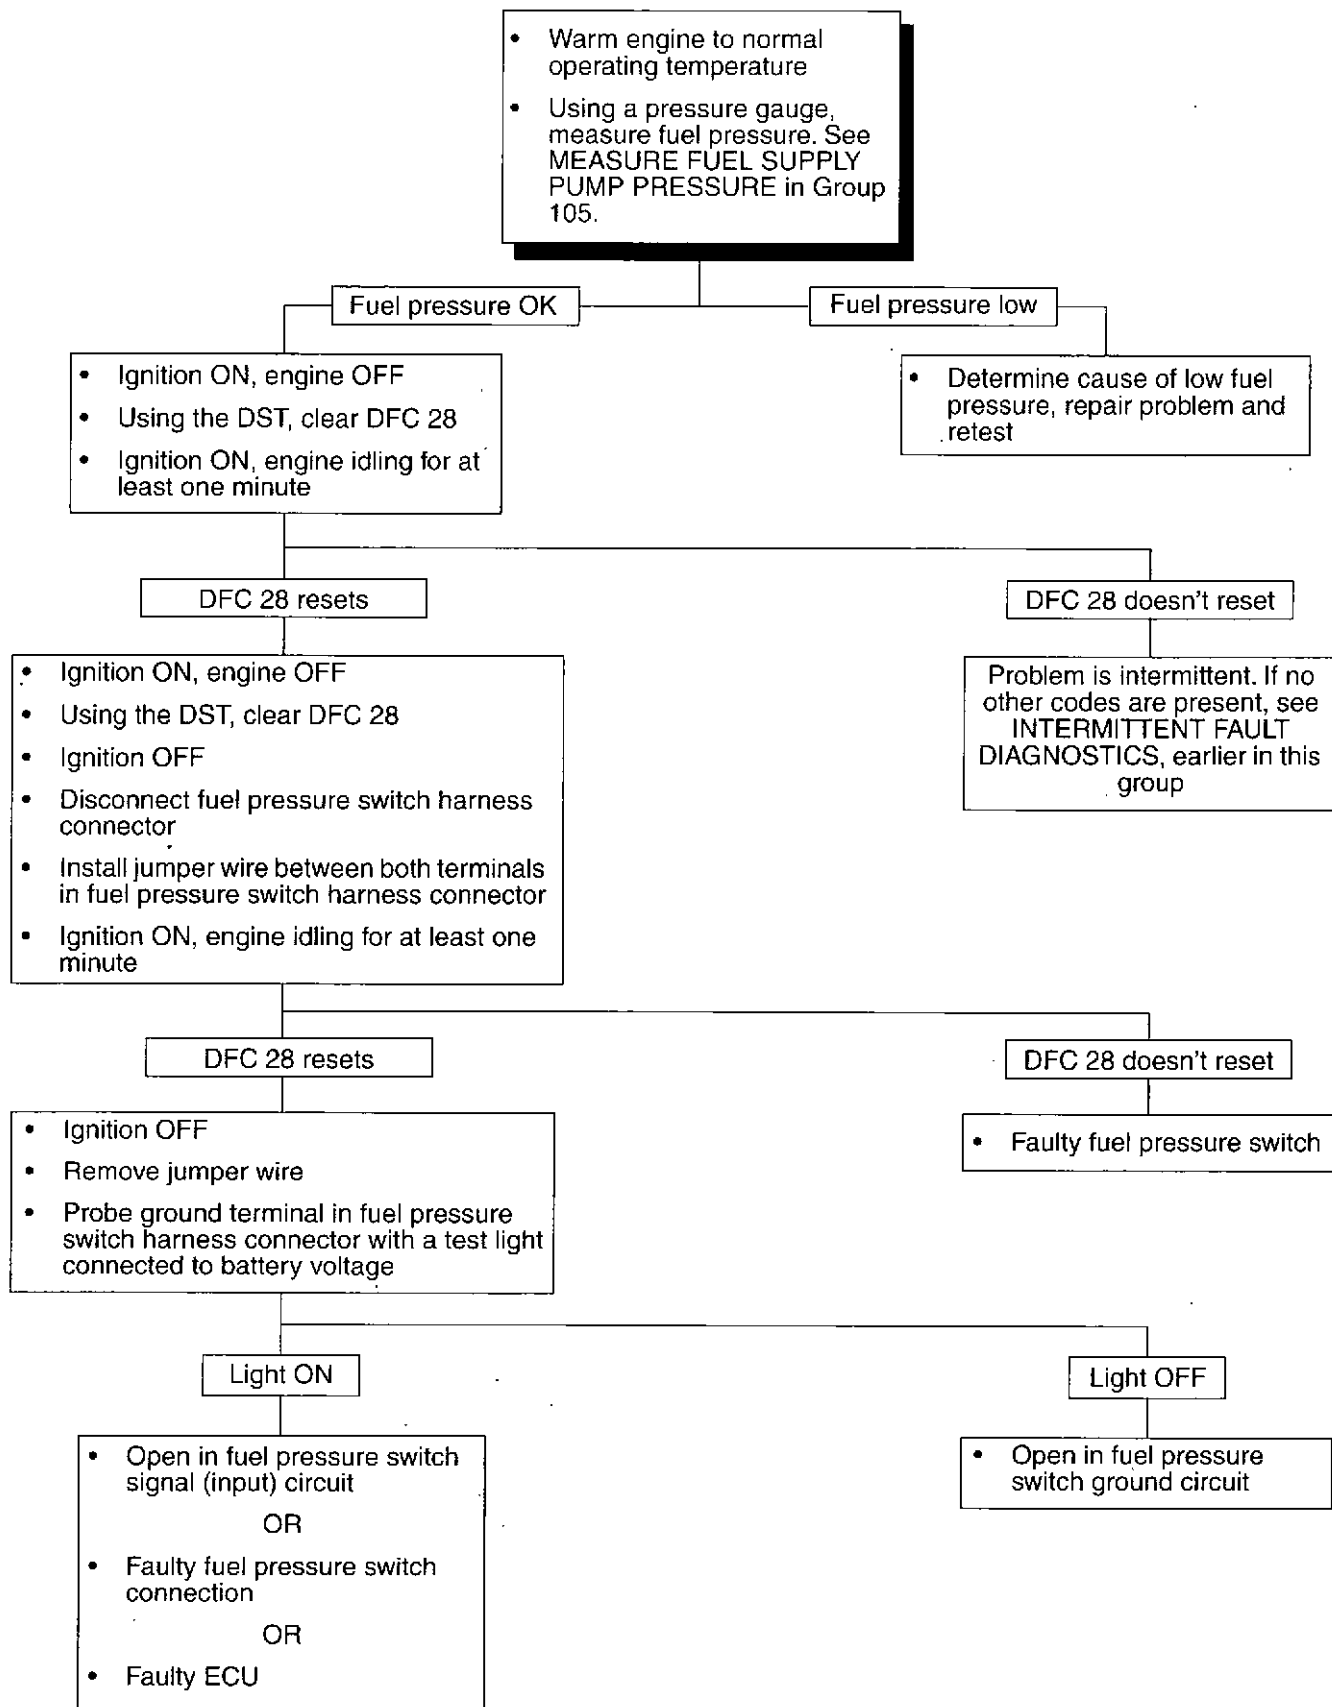 • Warm engine to normal
operating temperature
• Using a pressure gauge,
measure fuel pressure. See
MEASURE FUEL SUPPLY
PUMP PRESSURE in Group
105.
Fuel pressure OK
Fuel pressure low
• Ignition ON, engine OFF
• Using the DST, clear DFC 28
• Ignition ON, engine idling for at
least one minute
• Determine cause of low fuel
pressure, repair problem and
retest
DFC 28 resets
DFC 28 doesn't reset
• Ignition ON, engine OFF
• Using the DST, clear DFC 28
• Ignition OFF
• Disconnect fuel pressure switch harness
connector
• Install jumper wire between both terminals
in fuel pressure switch harness connector
• Ignition ON, engine idling for at least one
minute
Problem is intermittent. If no
other codes are present, see
INTERMITTENT FAULT
DIAGNOSTICS, earlier in this
group
DFC 28 resets
DFC 28 doesn't reset
• Ignition OFF
• Remove jumper wire
• Probe ground terminal in fuel pressure
switch harness connector with a test light
connected to battery voltage
• Faulty fuel pressure switch
Light ON
Light OFF
• Open in fuel pressure switch
signal (input) circuit
OR
• Faulty fuel pressure switch
connection
OR
• Faulty ECU
• Open in fuel pressure
switch ground circuit